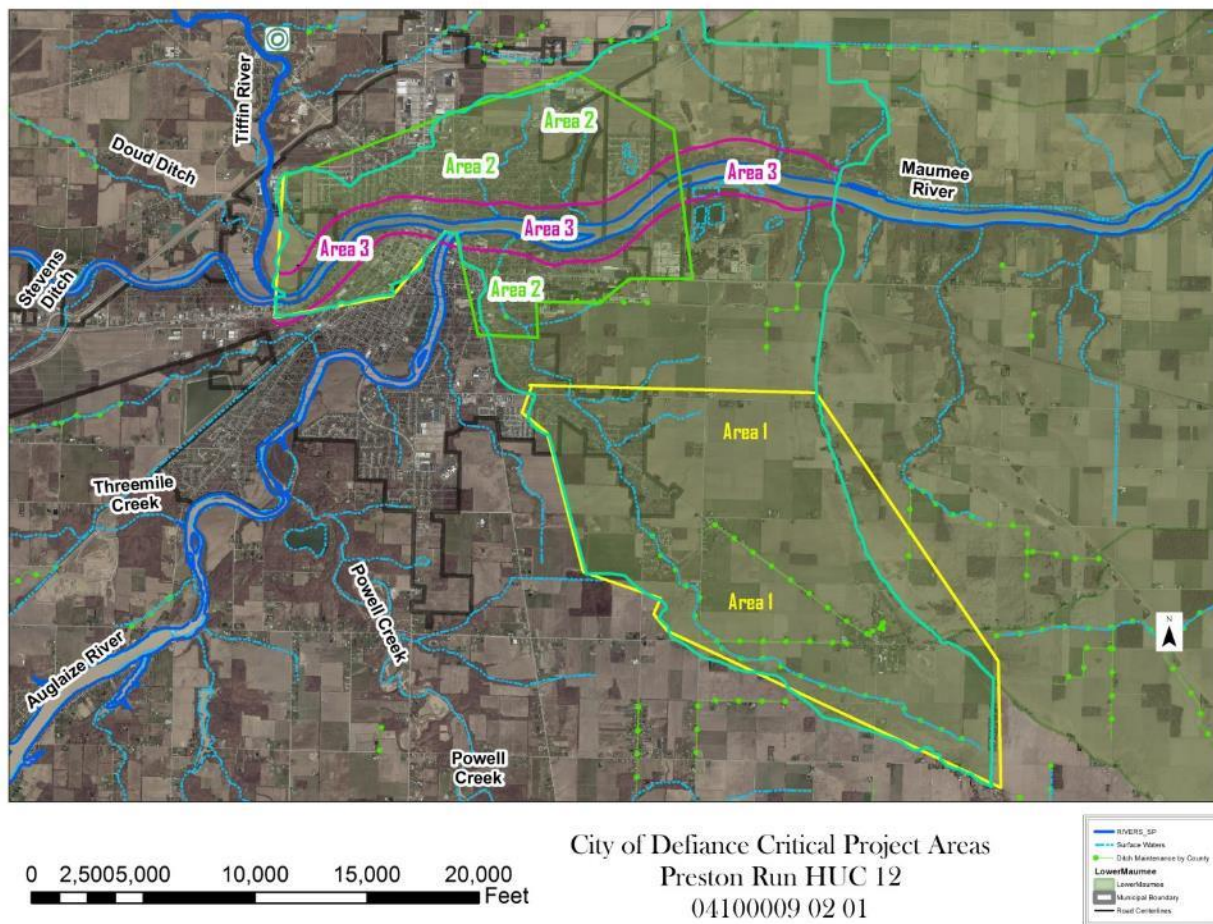 Tiffin River
Doud Ditch
Stevens
Ditch
Area 2
Area 2
Area 3
Maumee
River
Area 3
Area 3
Area 2
Area 1
Threemile
Creek
Powell Creek
Area 1
Auglaize River
Powell
Creek
N
0 2,500 5,000 10,000 15,000 20,000
Feet
City of Defiance Critical Project Areas
Preston Run HUC 12
04100009 02 01
RIVERS_SP
Surface Waters
Ditch Maintenance by County
LowerMaumee
LowerMaumee
Municipal Boundary
Road Centerlines